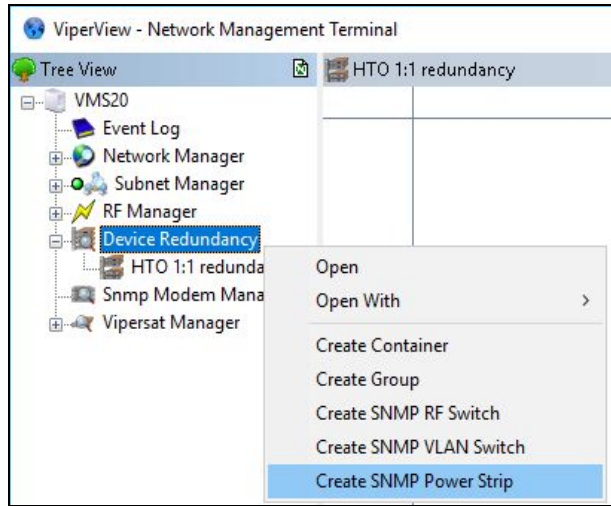 ViperView - Network Management Terminal
Tree View
HTO 1:1 redundancy
VMS20
Event Log
Network Manager
Subnet Manager
RF Manager
Device Redundancy
HTO 1:1 redunda
Snmp Modem Mana
Vipersat Manager
Open
Open With
Create Container
Create Group
Create SNMP RF Switch
Create SNMP VLAN Switch
Create SNMP Power Strip